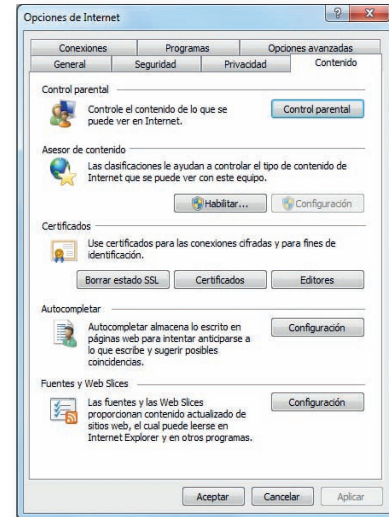 Opciones de Internet
Conexiones Programas Opciones avanzadas
General Seguridad Privacidad Contenido
Control parental
Controle el contenido de lo que se
puede ver en Internet.
Control parental
Asesor de contenido
Las clasificaciones le ayudan a controlar el tipo de contenido de
Internet que se puede ver con este equipo.
Habilitar... Configuración
Certificados
Use certificados para las conexiones cifradas y para fines de
identificación.
Borrar estado SSL Certificados Editores
Autocompletar
Autocompletar almacena lo escrito en
páginas web para intentar anticiparse a
lo que escribe y sugerir posibles
coincidencias.
Configuración
Fuentes y Web Slices
Las fuentes y las Web Slices
proporcionan contenido actualizado de
sitios web, el cual puede leerse en
Internet Explorer y en otros programas.
Configuración
Aceptar Cancelar Aplicar